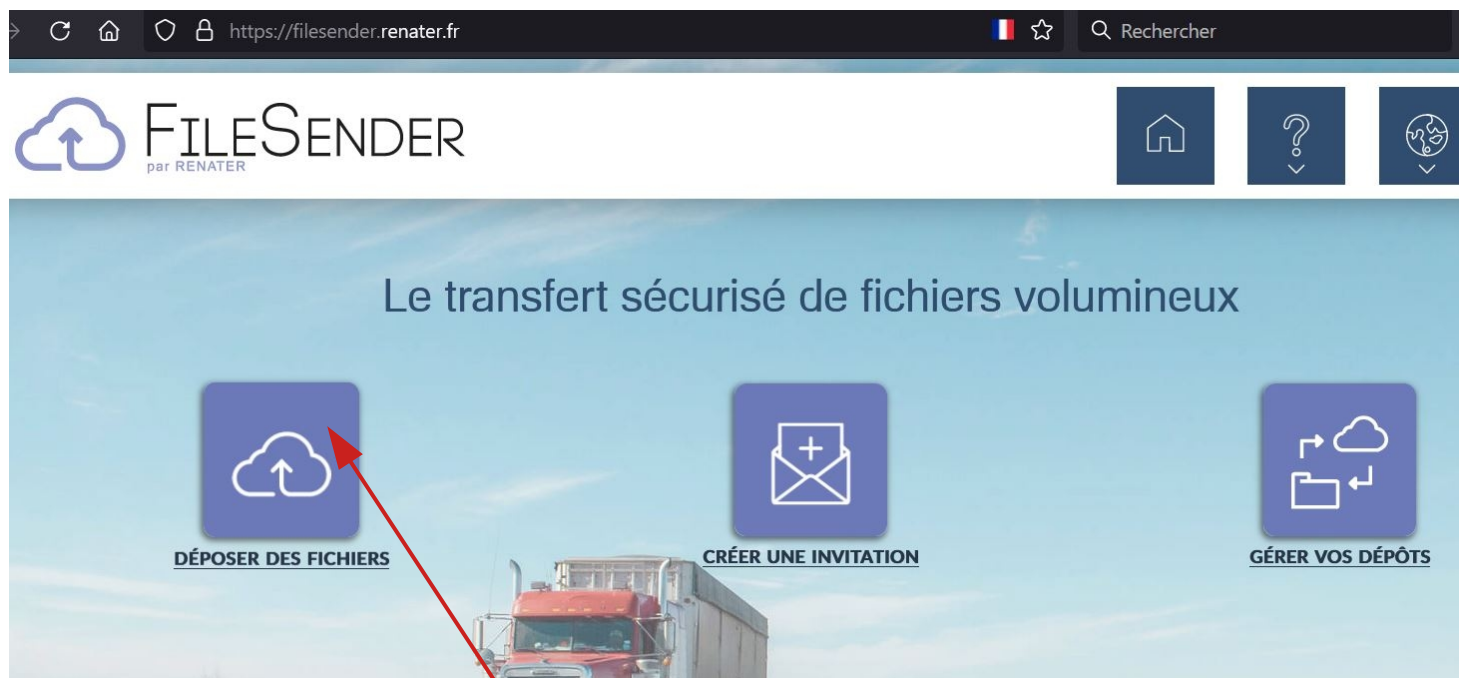 https://filesender.renater.fr
Rechercher
FILESENDER
par RENATER
Le transfert sécurisé de fichiers volumineux
DÉPOSER DES FICHIERS
CRÉER UNE INVITATION
GÉRER VOS DÉPÔTS